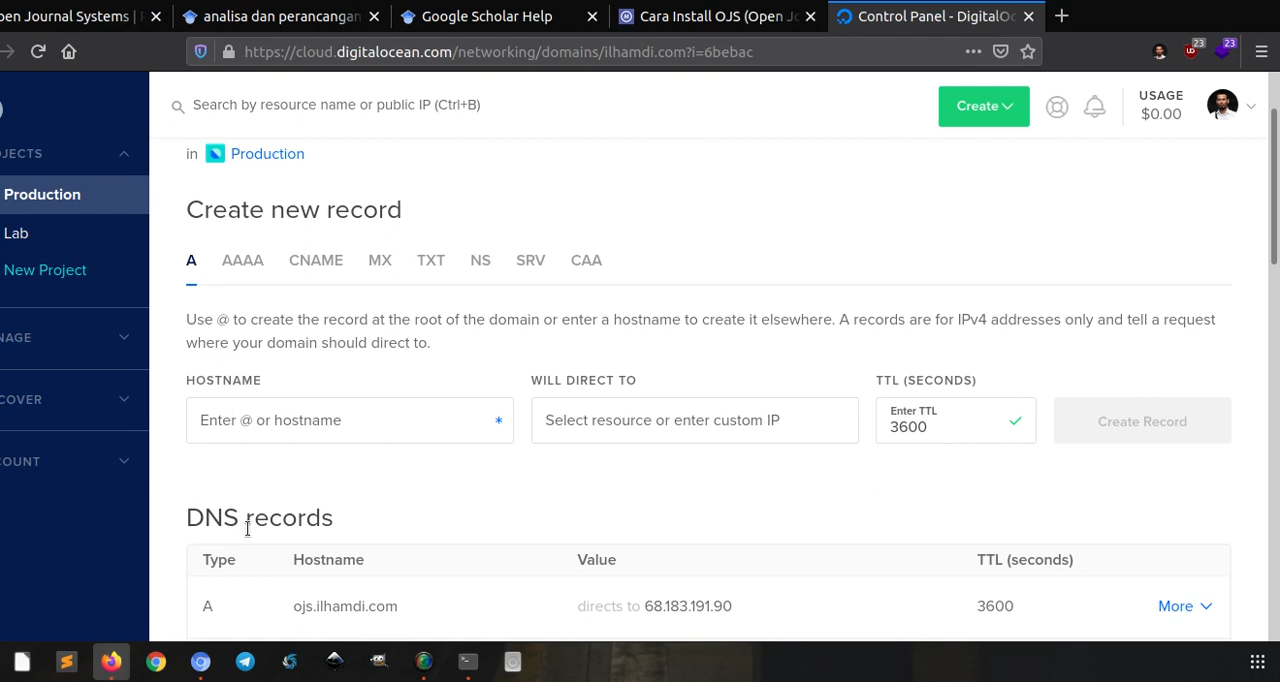 pen Journal Systems |
analisa dan perancangan
Google Scholar Help
Cara Install OJS (Open Jo
Control Panel - DigitalOc
https://cloud.digitalocean.com/networking/domains/ilhamdi.com?i=6bebac
23
23
Search by resource name or public IP (Ctrl+B)
Create
USAGE
$0.00
OJECTS
Production
Lab
New Project
NAGE
COVER
COUNT
in Production
Create new record
A AAAA CNAME MX TXT NS SRV CAA
Use @ to create the record at the root of the domain or enter a hostname to create it elsewhere. A records are for IPv4 addresses only and tell a request
where your domain should direct to.
HOSTNAME WILL DIRECT TO TTL (SECONDS)
Enter @ or hostname *
Select resource or enter custom IP
Enter TTL
3600
Create Record
DNS records
Type Hostname Value TTL (seconds)
A ojs.ilhamdi.com directs to 68.183.191.90 3600 More